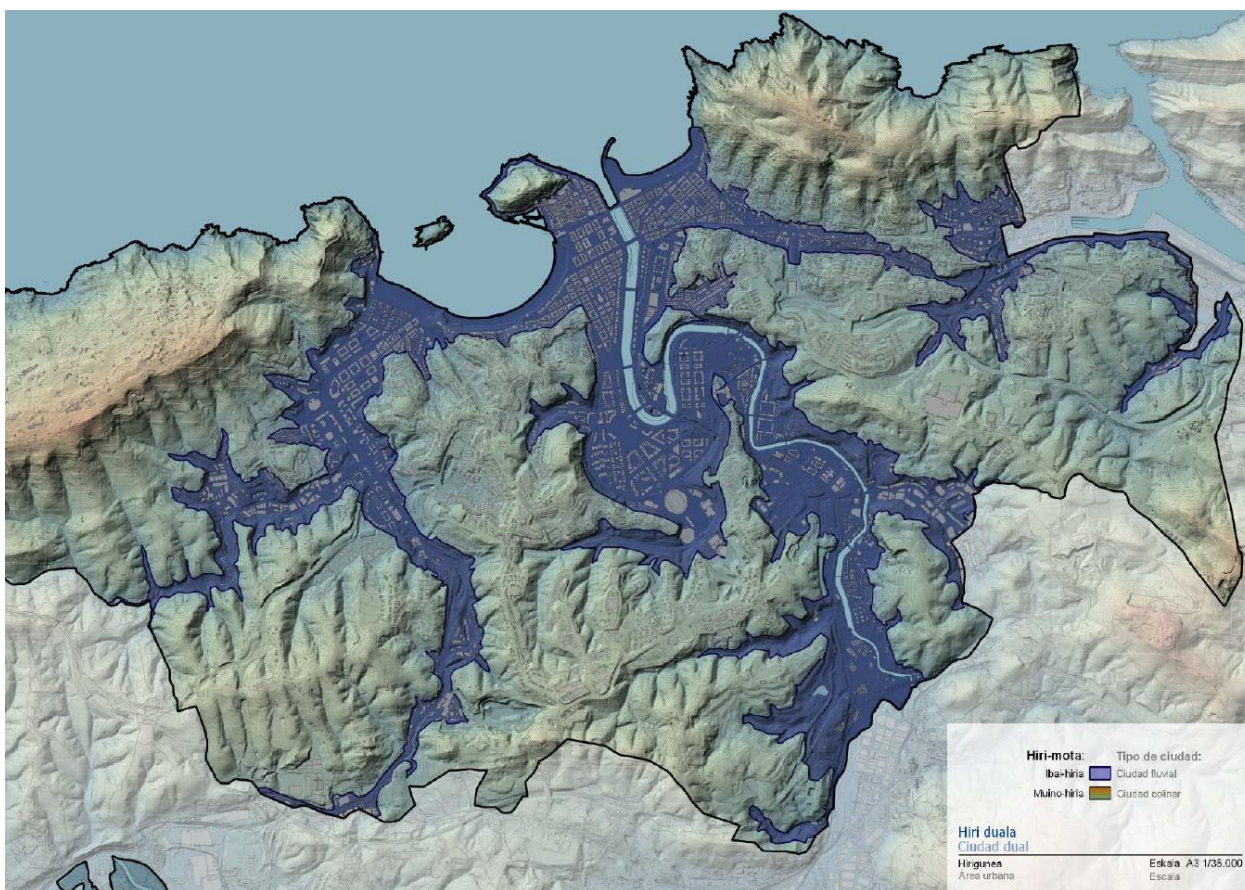 Hiri-mota: Tipo de ciudad:
Ibai-hiria Ciudad fluvial
Muino-hiria Ciudad colinar
Hiri duala
Ciudad dual
Hirigunea Eskala A3 1/35.000
Área urbana Escala